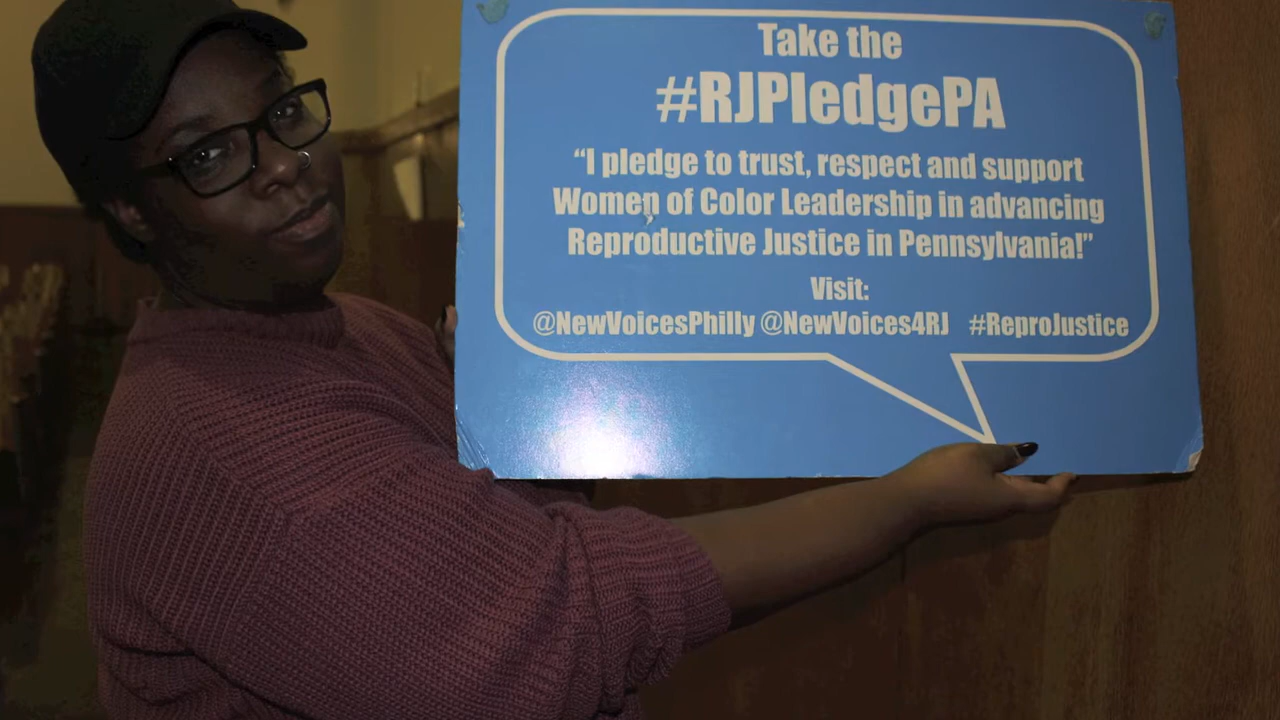 Take the
#RJPledgePA
“I pledge to trust, respect and support
Women of Color Leadership in advancing
Reproductive Justice in Pennsylvania!”
Visit:
@NewVoicesPhilly @NewVoices4RJ #ReproJustice